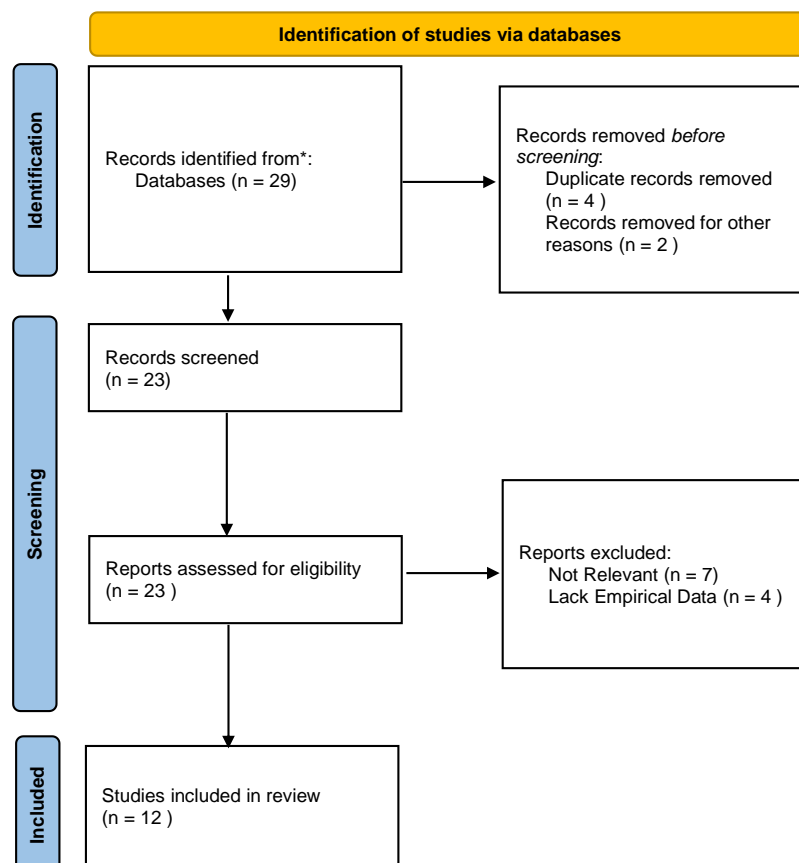 Identification of studies via databases
Identification
Records identified from*:
Databases (n = 29)
Records removed before
screening:
Duplicate records removed
(n = 4 )
Records removed for other
reasons (n = 2 )
Screening
Records screened
(n = 23)
Reports assessed for eligibility
(n = 23 )
Reports excluded:
Not Relevant (n = 7)
Lack Empirical Data (n = 4 )
Included
Studies included in review
(n = 12 )